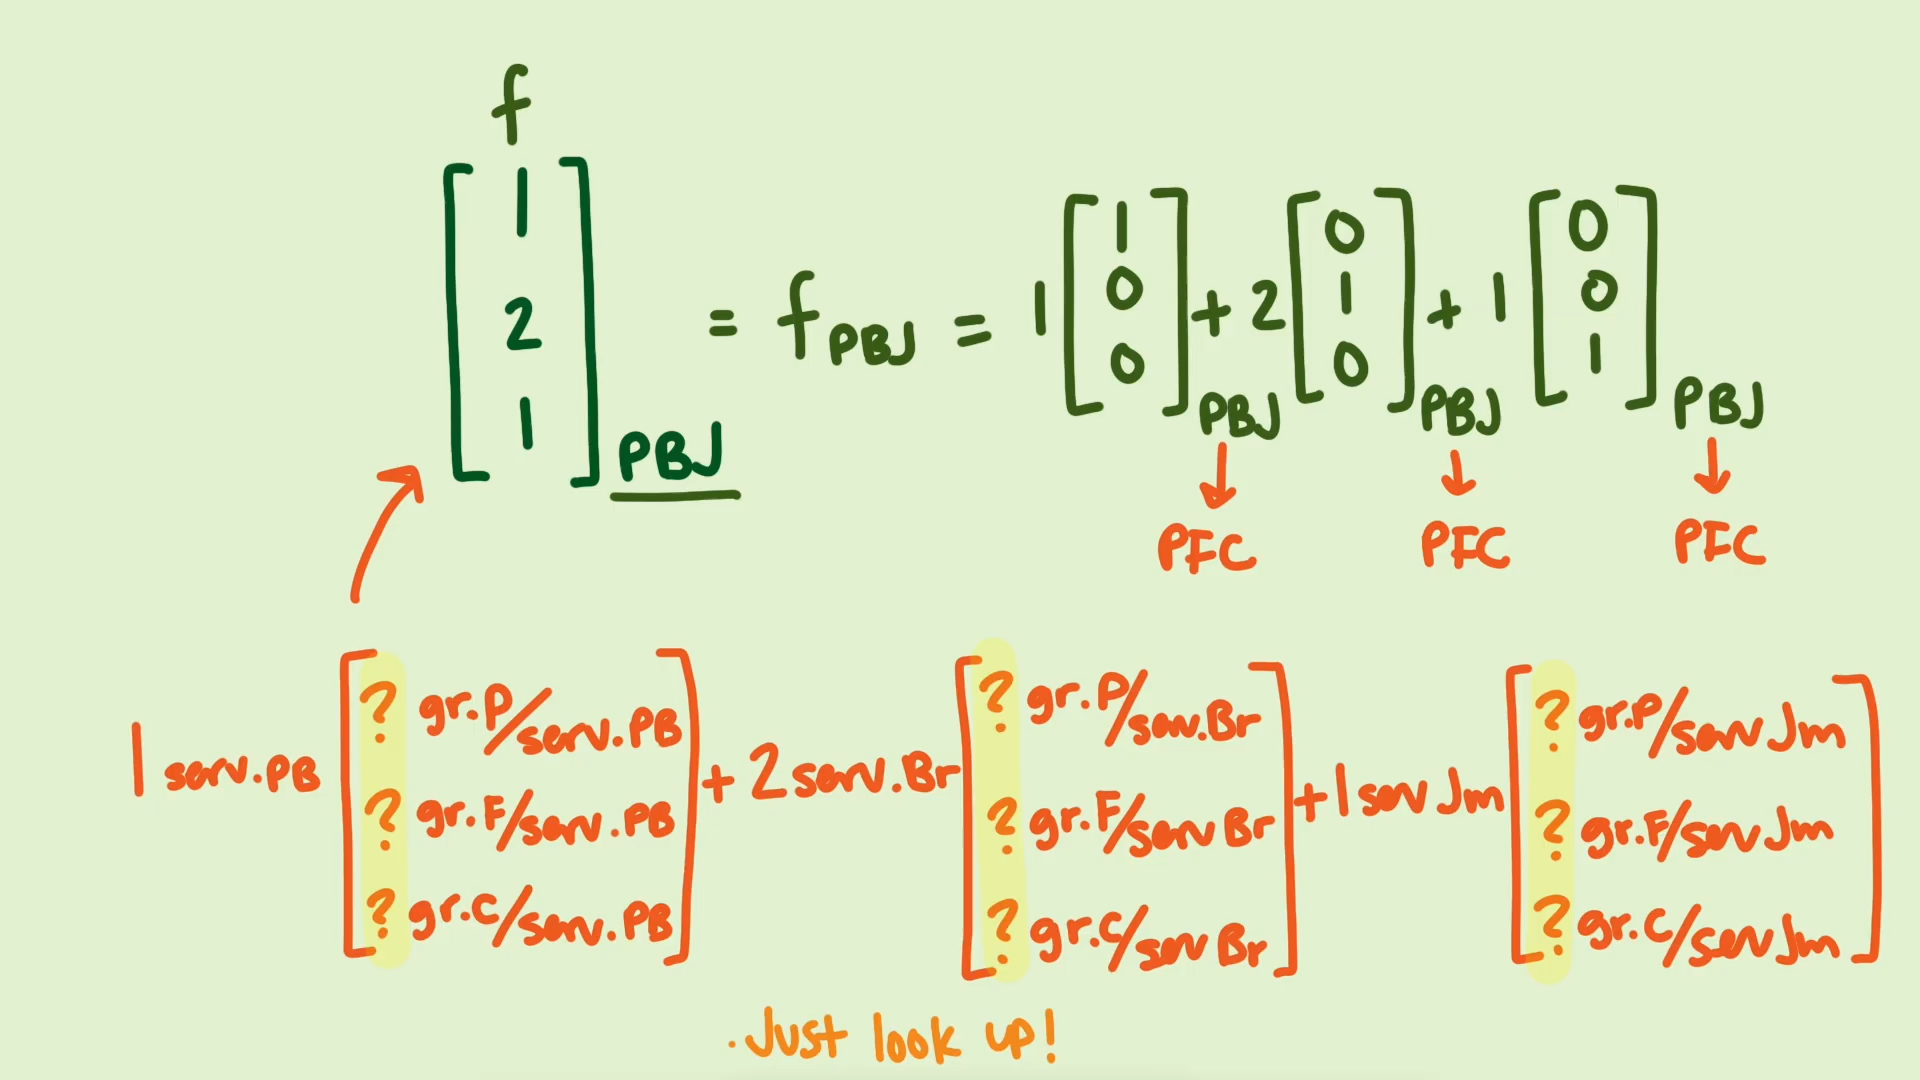 f
1
2
1
PBJ
= f PBJ = 1 [1 0 0] PBJ + 2 [0 1 0] PBJ + 1 [0 0 1] PBJ
PFC PFC PFC
1 serv.PB + 2 serv.Br + 1 serv Jm
? gr.P/serv.PB
? gr.F/serv.PB
? gr.C/serv.PB
? gr.P/serv.Br
? gr.F/serv Br
? gr.C/serv Br
? gr.P/serv Jm
? gr.F/serv Jm
? gr.C/serv Jm
. Just look up!